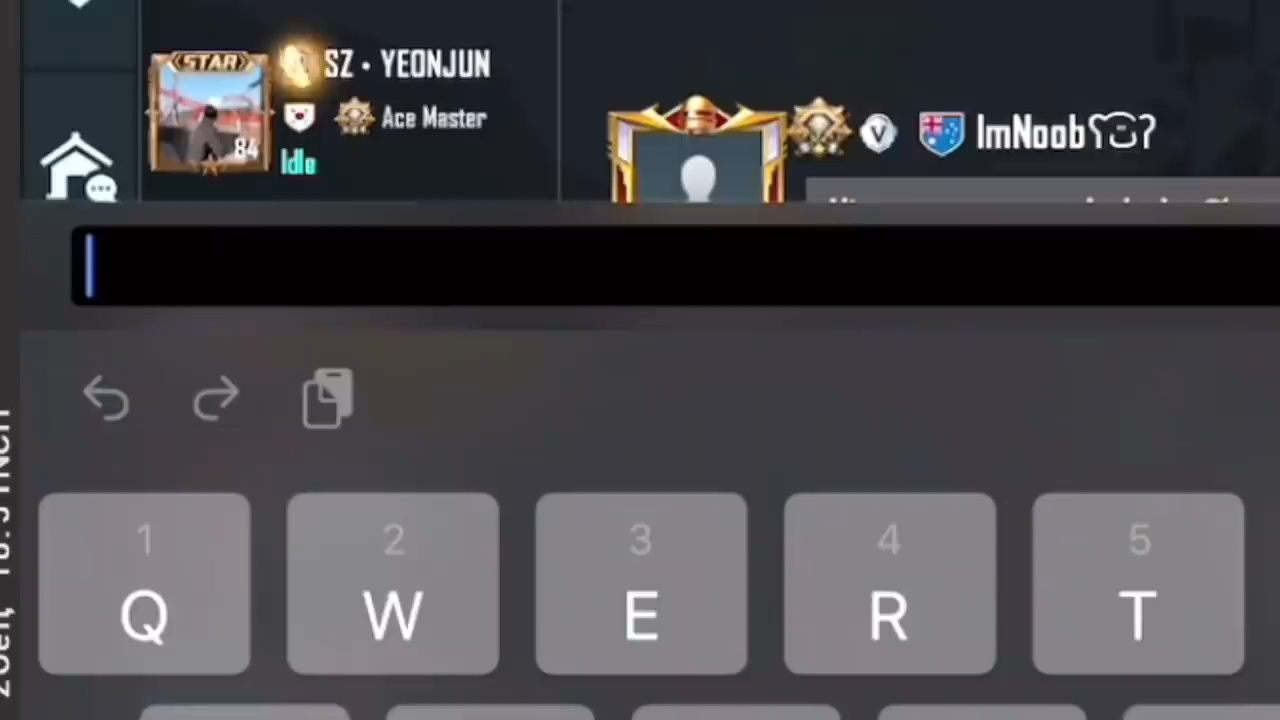 STAR
SZ • YEONJUN
84
Ace Master
Idle
V
ImNoob
1 2 3 4 5
Q W E R T